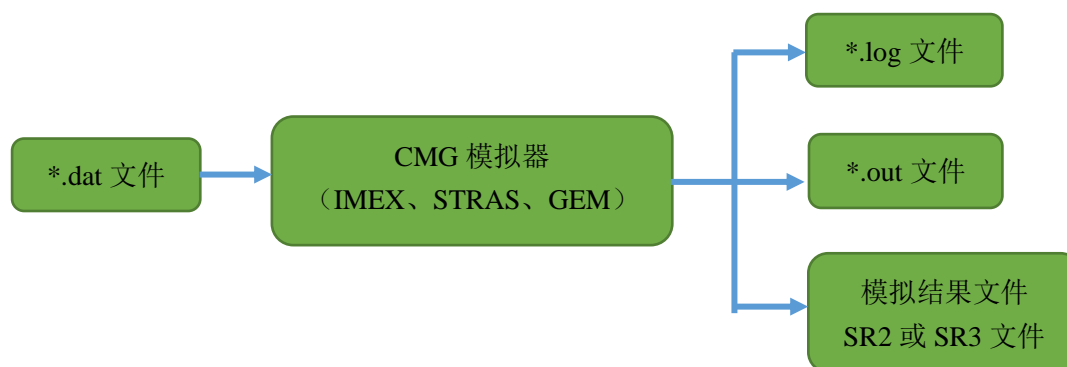 *.log 文件
*.dat 文件
CMG 模拟器
（IMEX、STRAS、GEM）
*.out 文件
模拟结果文件
SR2 或 SR3 文件